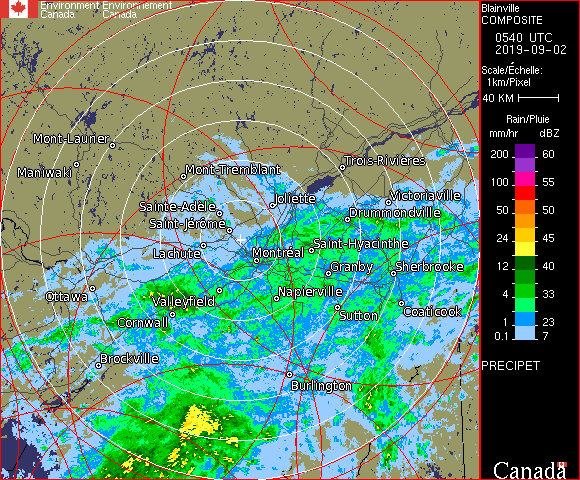 Environment Environnement
Canada Canada
Blainville
COMPOSITE
0540 UTC
2019-09-02
Scale/Échelle:
1km/Pixel
40 KM
Rain/Pluie
mm/hr dBZ
200 60
100 55
50 50
24 45
12 40
4 33
1 23
0.1 7
PRECIPET
Canada
Mont-Laurier
Maniwaki
Mont-Tremblant
Trois-Rivières
Sainte-Adèle
Joliette
Victoriaville
Saint-Jérôme
Drummondville
Lachute
Montréal
Saint-Hyacinthe
Granby
Sherbrooke
Ottawa
Valleyfield
Napierville
Cornwall
Sutton
Coaticook
Brockville
Burlington